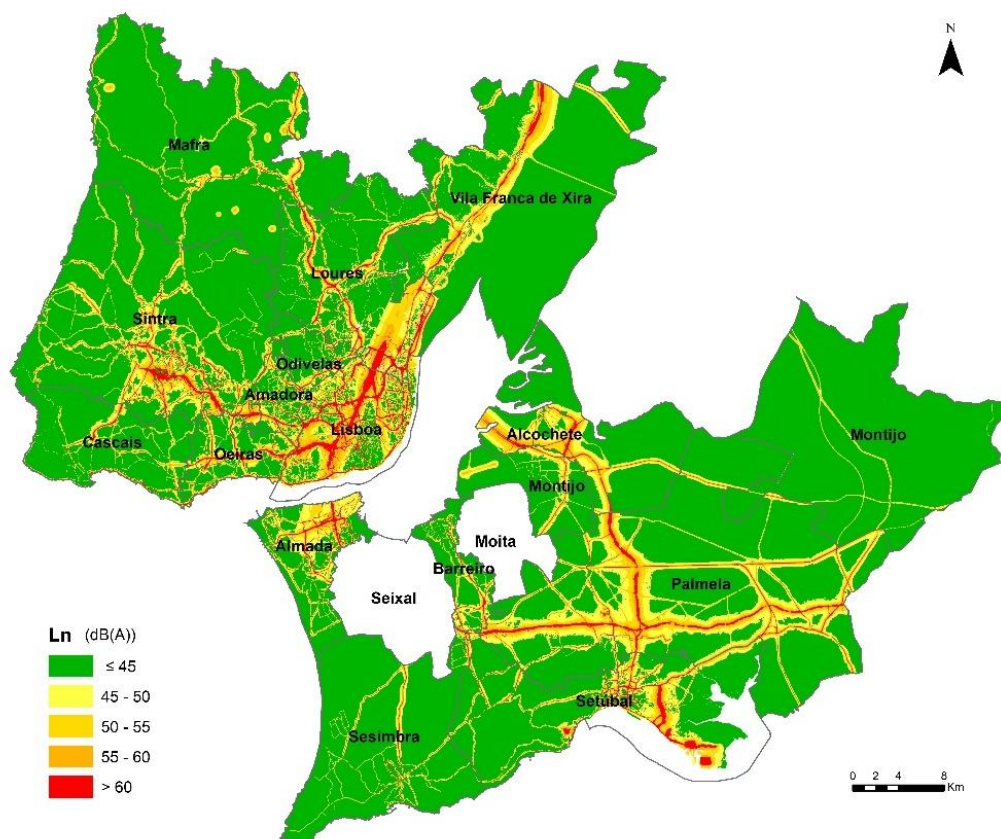 N
Mafra
Vila Franca de Xira
Loures
Sintra
Odivelas
Amadora
Lisboa
Cascais
Oeiras
Alcochete
Montijo
Montijo
Almada
Moita
Barreiro
Seixal
Palmela
Setúbal
Sesimbra
Ln (dB(A))
≤ 45
45 - 50
50 - 55
55 - 60
> 60
0 2 4 8
Km